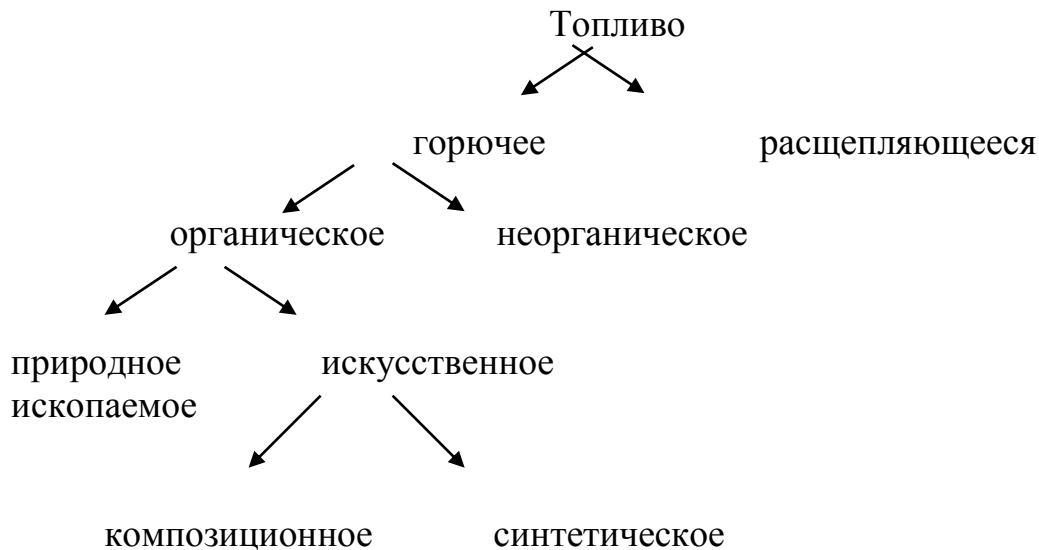 Топливо
горючее
расщепляющееся
органическое
неорганическое
природное
ископаемое
искусственное
композиционное
синтетическое